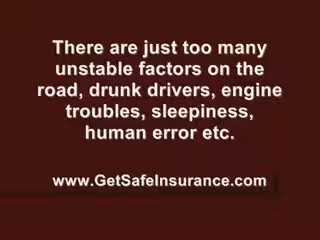 There are just too many
unstable factors on the
road, drunk drivers, engine
troubles, sleepiness,
human error etc.
www.GetSafeInsurance.com